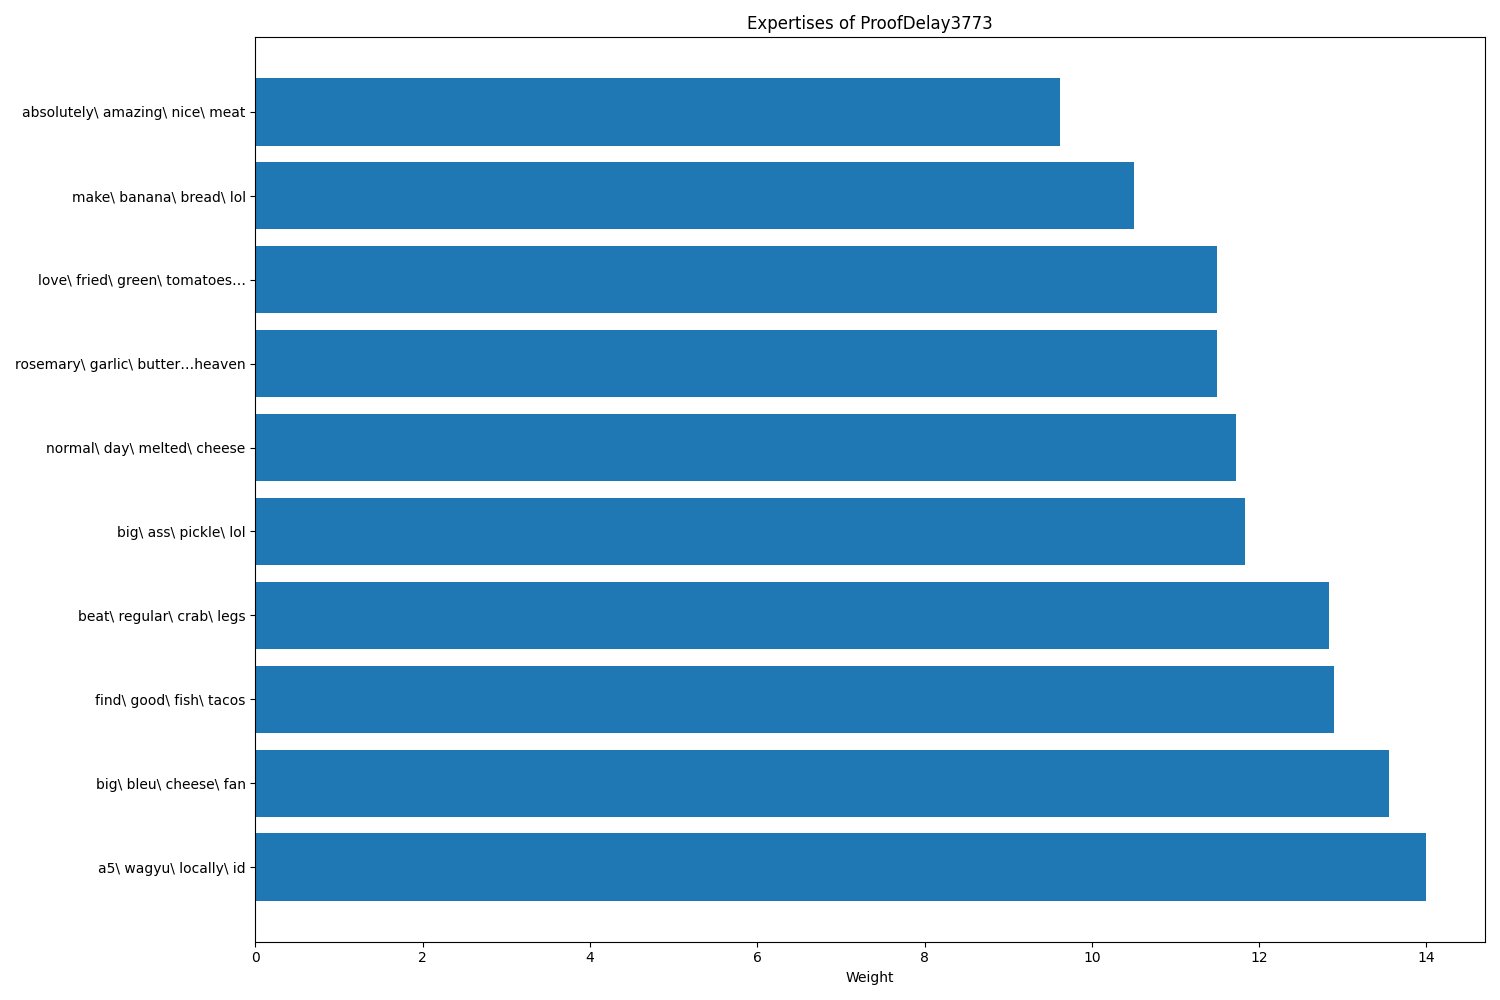 Expertises of ProofDelay3773
absolutely\ amazing\ nice\ meat
make\ banana\ bread\ lol
love\ fried\ green\ tomatoes…
rosemary\ garlic\ butter…heaven
normal\ day\ melted\ cheese
big\ ass\ pickle\ lol
beat\ regular\ crab\ legs
find\ good\ fish\ tacos
big\ bleu\ cheese\ fan
a5\ wagyu\ locally\ id
0 2 4 6 8 10 12 14
Weight